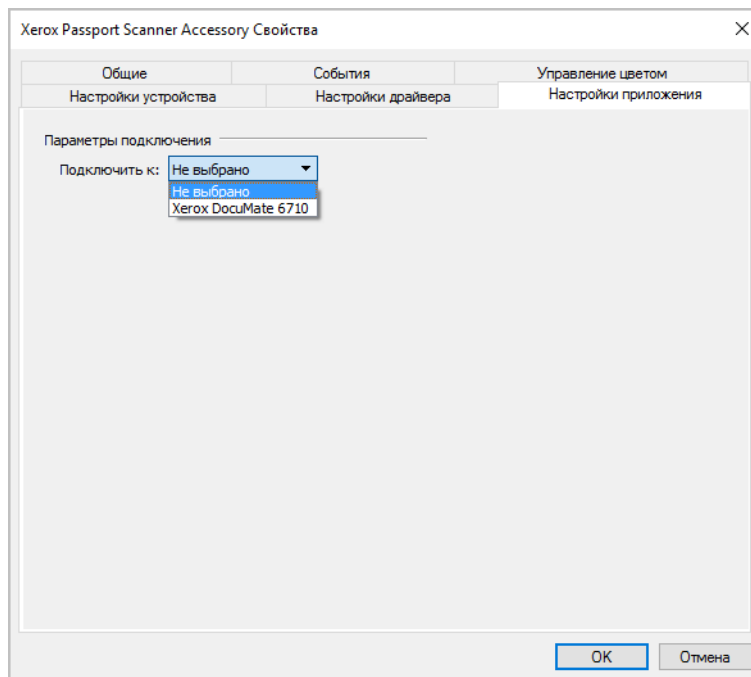 Xerox Passport Scanner Accessory Свойства
Общие События Управление цветом
Настройки устройства Настройки драйвера Настройки приложения
Параметры подключения
Подключить к: Не выбрано
Не выбрано
Xerox DocuMate 6710
OK Отмена